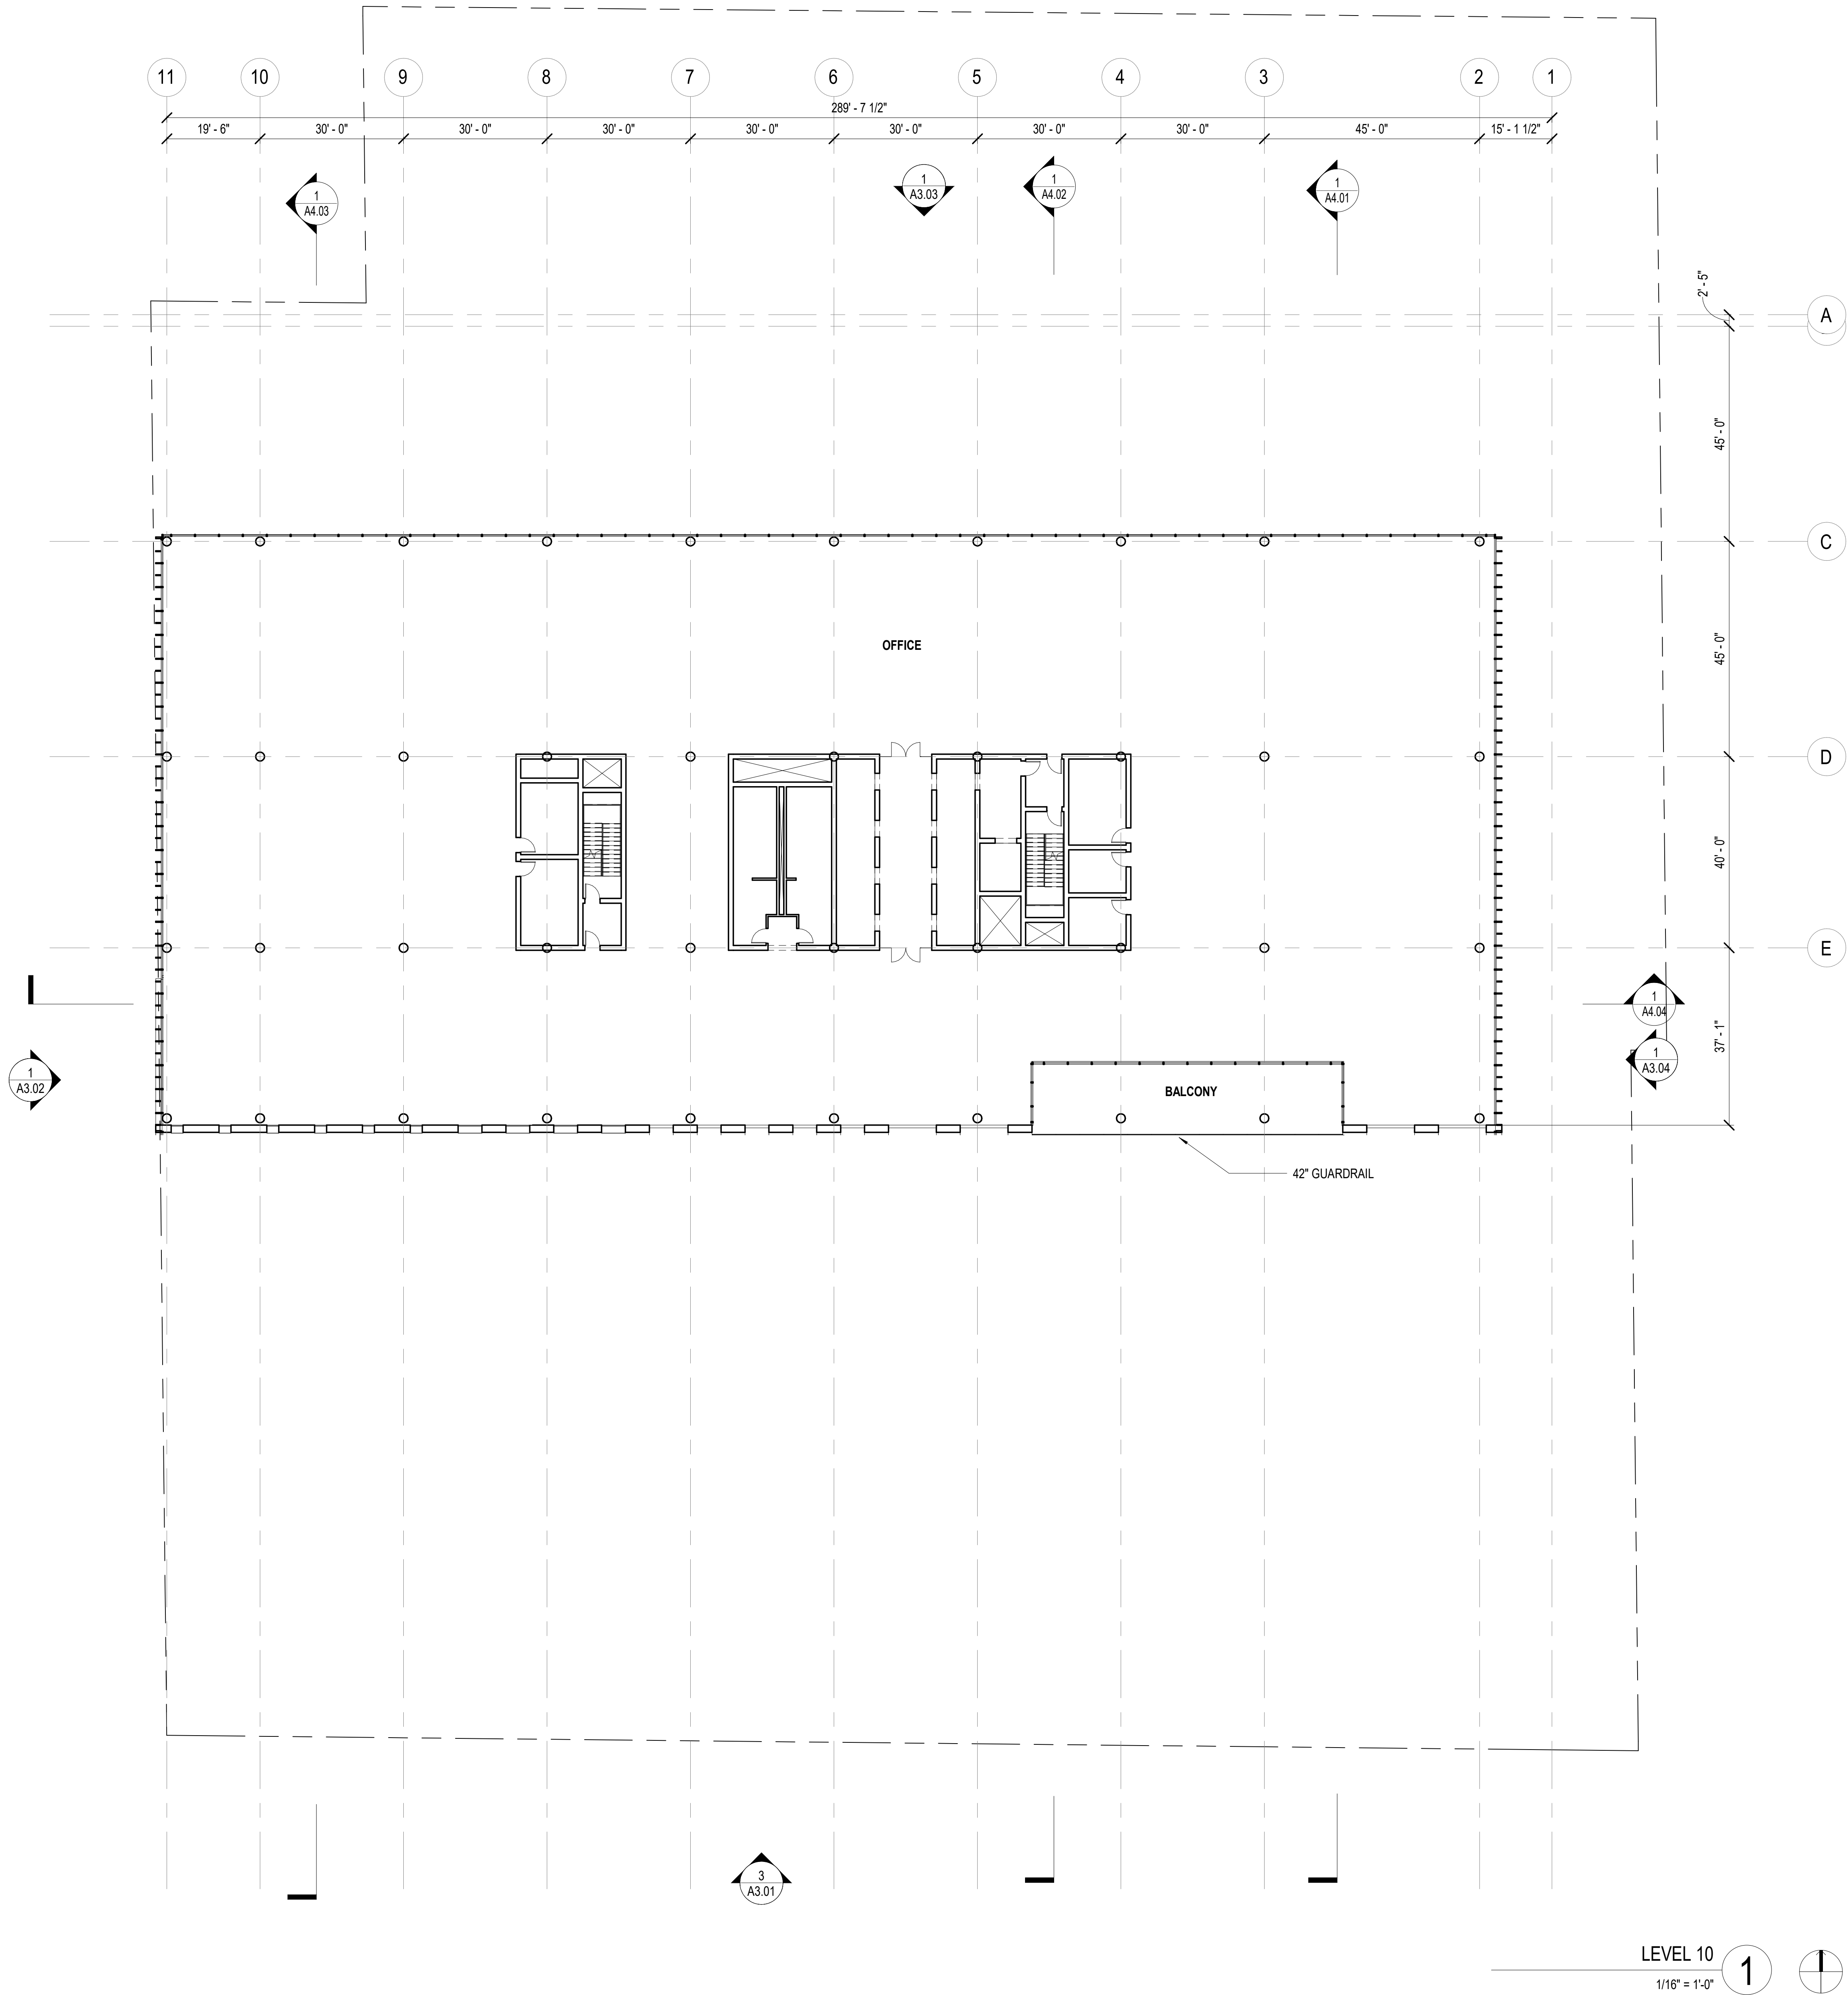 11 10 9 8 7 6 5 4 3 2 1
289' - 7 1/2"
19' - 6" 30' - 0" 30' - 0" 30' - 0" 30' - 0" 30' - 0" 30' - 0" 30' - 0" 45' - 0" 15' - 1 1/2"
1
A4.03
1
A3.03
1
A4.02
1
A4.01
2' - 5"
A
45' - 0"
C
OFFICE
45' - 0"
D
40' - 0"
E
1
A4.04
37' - 1"
1
A3.04
1
A3.02
BALCONY
42" GUARDRAIL
3
A3.01
LEVEL 10
1
1/16" = 1'-0"